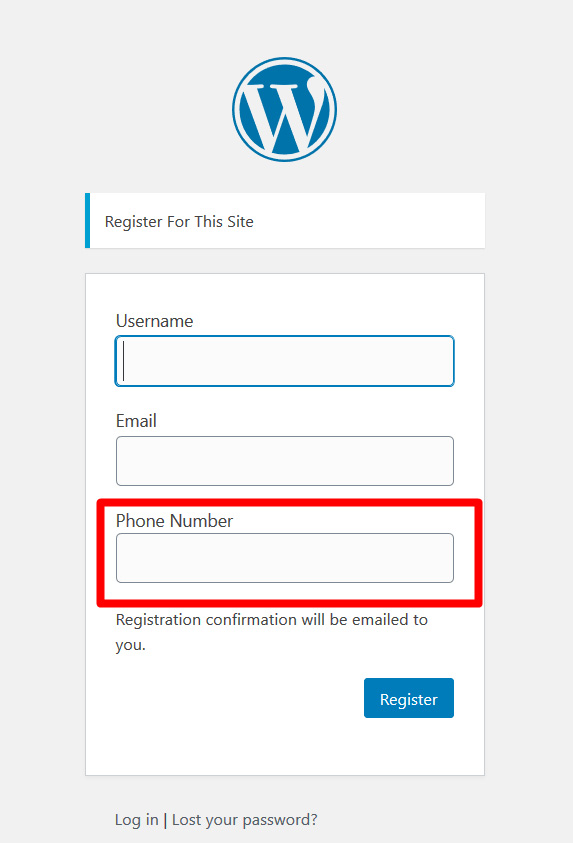 Register For This Site
Username
Email
Phone Number
Registration confirmation will be emailed to
you.
Register
Log in | Lost your password?